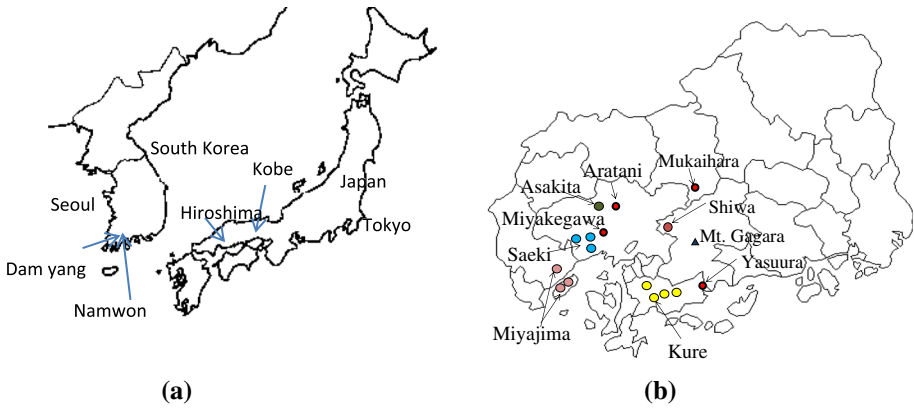 South Korea
Kobe
Japan
Seoul
Hiroshima
Tokyo
Dam yang
Namwon
(a)
Mukaihara
Aratani
Asakita
Shiwa
Miyakegawa
Mt. Gagara
Saeki
Yasuura
Miyajima
Kure
(b)